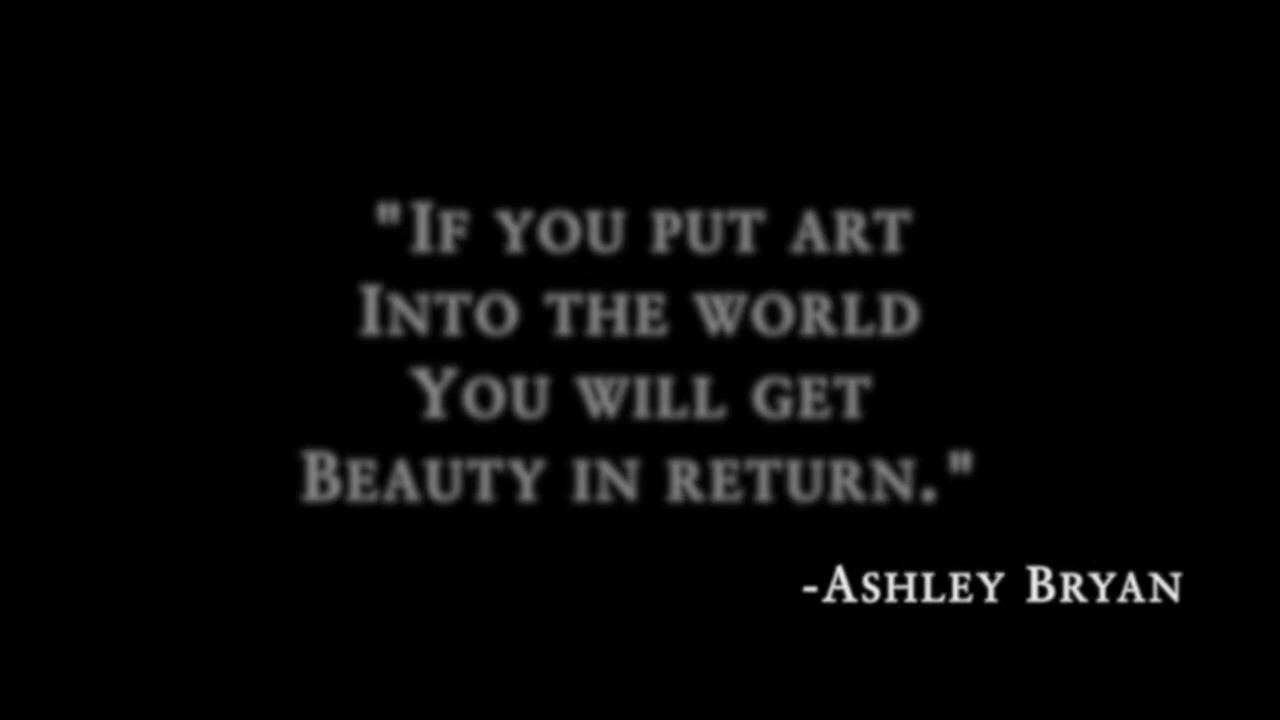 "If you put art
Into the world
You will get
Beauty in return."
-Ashley Bryan